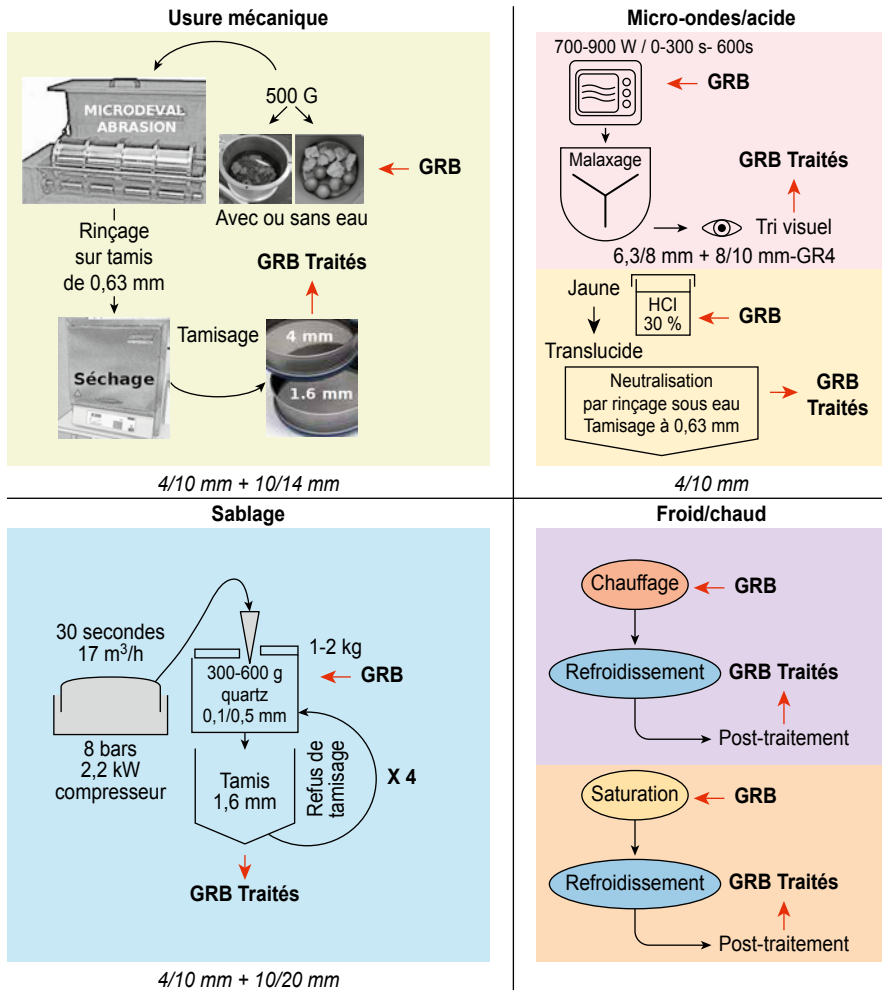 Usure mécanique
MICRODEVAL
ABRASION
500 G
GRB
Avec ou sans eau
Rinçage
sur tamis
de 0,63 mm
GRB Traités
Séchage
Tamisage
4 mm
1.6 mm
4/10 mm + 10/14 mm
Micro-ondes/acide
700-900 W / 0-300 s- 600s
GRB
Malaxage
GRB Traités
Tri visuel
6,3/8 mm + 8/10 mm-GR4
Jaune
HCl
30 %
GRB
Translucide
Neutralisation
par rinçage sous eau
Tamisage à 0,63 mm
GRB
Traités
4/10 mm
Sablage
30 secondes
17 m³/h
8 bars
2,2 kW
compresseur
1-2 kg
300-600 g
quartz
0,1/0,5 mm
GRB
Tamis
1,6 mm
Refus de
tamisage
X 4
GRB Traités
4/10 mm + 10/20 mm
Froid/chaud
Chauffage
GRB
Refroidissement
GRB Traités
Post-traitement
Saturation
GRB
Refroidissement
GRB Traités
Post-traitement